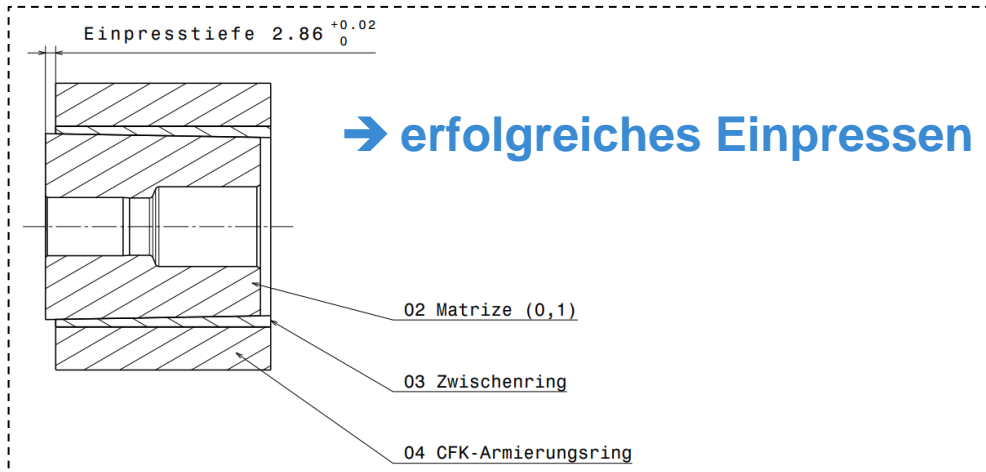 Einpresstiefe 2.86 +0.02 0
➔ erfolgreiches Einpressen
02 Matrize (0,1)
03 Zwischenring
04 CFK-Armierungsring